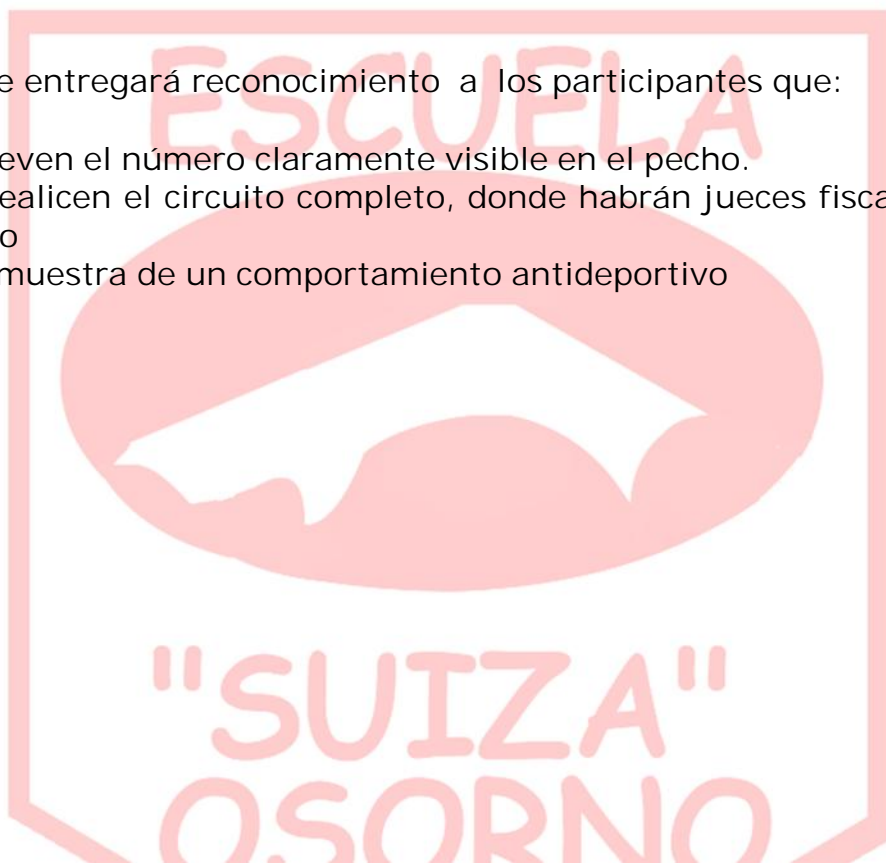 e entregará reconocimiento a los participantes que:
even el número claramente visible en el pecho.
ealicen el circuito completo, donde habrán jueces fisca
o
muestra de un comportamiento antideportivo
ESCUELA
"SUIZA"
OSORNO